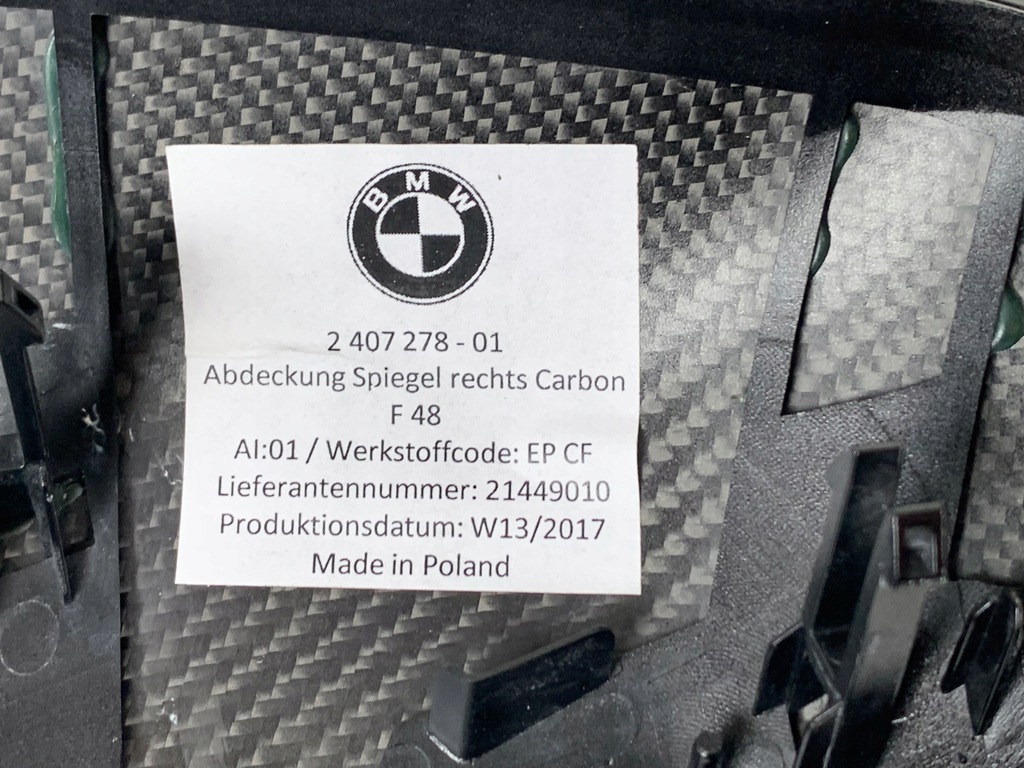 BMW
2 407 278 - 01
Abdeckung Spiegel rechts Carbon
F 48
AI:01 / Werkstoffcode: EP CF
Lieferantennummer: 21449010
Produktionsdatum: W13/2017
Made in Poland